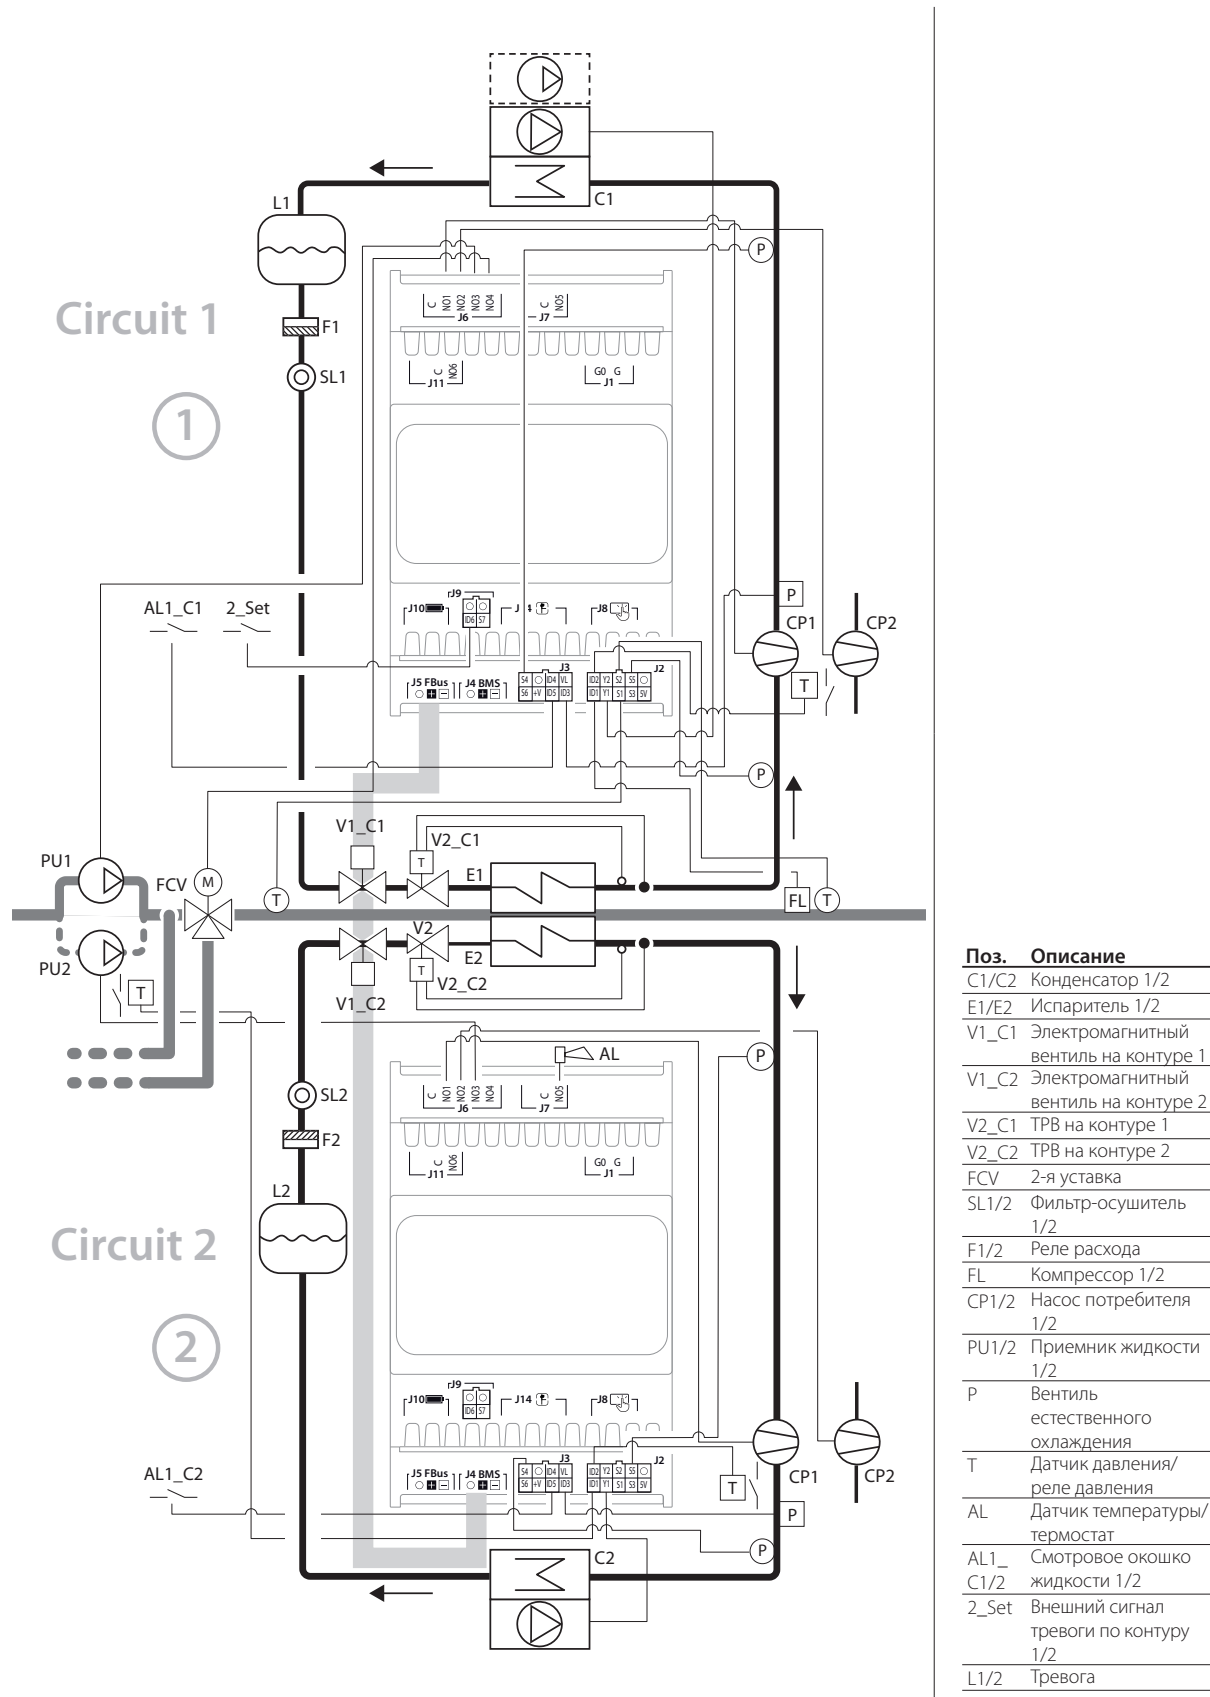 C1
L1
P
Circuit 1
C NO1 NO2 NO3 NO4
J6
C NO5
J7
F1
C NO6
J11
G0 G
J1
SL1
1
P
AL1_C1
2_Set
J9
J10
ID6 S7
J 4
J8
CP1
CP2
J3
J2
J5 FBus
J4 BMS
S4 ID4 VL
S6 +V ID5 ID3
ID2 Y2 S2 S5
ID1 Y1 S1 S3 5V
T
P
V1_C1
V2_C1
T
PU1
FCV
M
E1
T
FL
T
V2
PU2
E2
T
V2_C2
T
V1_C2
AL
P
C NO1 NO2 NO3 NO4
J6
C NO5
J7
SL2
F2
C NO6
J11
G0 G
J1
L2
Circuit 2
2
J9
J10
ID6 S7
J14
J8
AL1_C2
J3
J2
J5 FBus
J4 BMS
S4 ID4 VL
S6 +V ID5 ID3
ID2 Y2 S2 S5
ID1 Y1 S1 S3 5V
T
CP1
CP2
P
P
C2
Поз. Описание
C1/C2 Конденсатор 1/2
E1/E2 Испаритель 1/2
V1_C1 Электромагнитный
вентиль на контуре 1
V1_C2 Электромагнитный
вентиль на контуре 2
V2_C1 ТРВ на контуре 1
V2_C2 ТРВ на контуре 2
FCV 2-я уставка
SL1/2 Фильтр-осушитель
1/2
F1/2 Реле расхода
FL Компрессор 1/2
CP1/2 Насос потребителя
1/2
PU1/2 Приемник жидкости
1/2
P Вентиль
естественного
охлаждения
T Датчик давления/
реле давления
AL Датчик температуры/
термостат
AL1_ Смотровое окошко
C1/2 жидкости 1/2
2_Set Внешний сигнал
тревоги по контуру
1/2
L1/2 Тревога